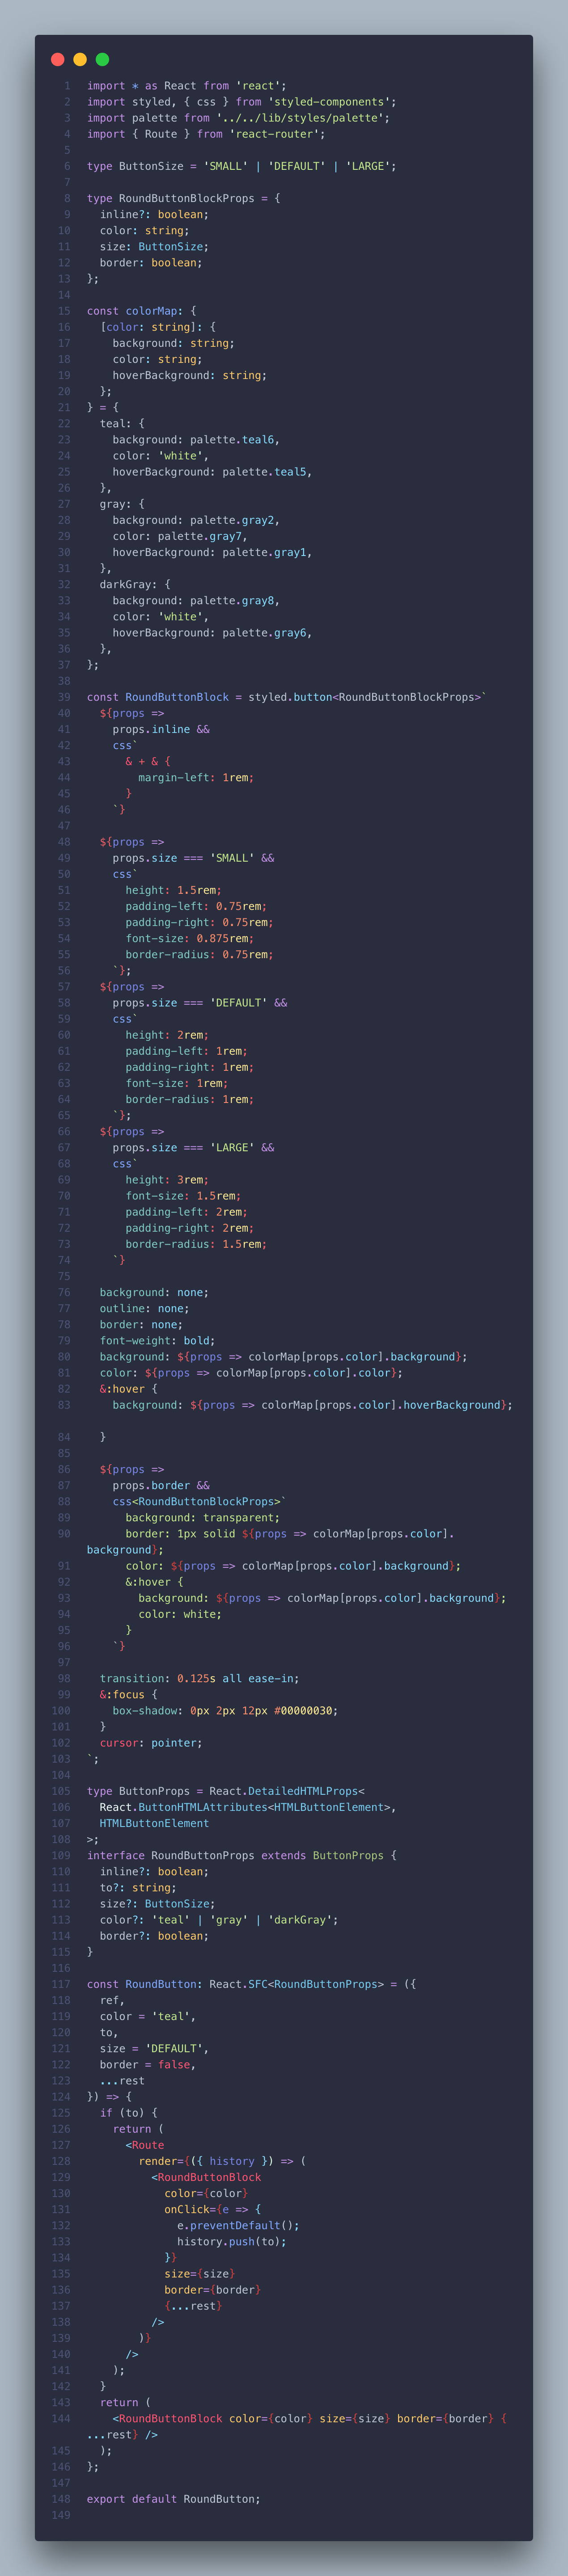 1 import * as React from 'react';
2 import styled, { css } from 'styled-components';
3 import palette from '../../lib/styles/palette';
4 import { Route } from 'react-router';
5
6 type ButtonSize = 'SMALL' | 'DEFAULT' | 'LARGE';
7
8 type RoundButtonBlockProps = {
9   inline?: boolean;
10   color: string;
11   size: ButtonSize;
12   border: boolean;
13 };
14
15 const colorMap: {
16   [color: string]: {
17     background: string;
18     color: string;
19     hoverBackground: string;
20   };
21 } = {
22   teal: {
23     background: palette.teal6,
24     color: 'white',
25     hoverBackground: palette.teal5,
26   },
27   gray: {
28     background: palette.gray2,
29     color: palette.gray7,
30     hoverBackground: palette.gray1,
31   },
32   darkGray: {
33     background: palette.gray8,
34     color: 'white',
35     hoverBackground: palette.gray6,
36   },
37 };
38
39 const RoundButtonBlock = styled.button<RoundButtonBlockProps>`
40   ${props =>
41     props.inline &&
42     css`
43       & + & {
44         margin-left: 1rem;
45       }
46     `}
47
48   ${props =>
49     props.size === 'SMALL' &&
50     css`
51       height: 1.5rem;
52       padding-left: 0.75rem;
53       padding-right: 0.75rem;
54       font-size: 0.875rem;
55       border-radius: 0.75rem;
56     `};
57   ${props =>
58     props.size === 'DEFAULT' &&
59     css`
60       height: 2rem;
61       padding-left: 1rem;
62       padding-right: 1rem;
63       font-size: 1rem;
64       border-radius: 1rem;
65     `};
66   ${props =>
67     props.size === 'LARGE' &&
68     css`
69       height: 3rem;
70       font-size: 1.5rem;
71       padding-left: 2rem;
72       padding-right: 2rem;
73       border-radius: 1.5rem;
74     `}
75
76   background: none;
77   outline: none;
78   border: none;
79   font-weight: bold;
80   background: ${props => colorMap[props.color].background};
81   color: ${props => colorMap[props.color].color};
82   &:hover {
83     background: ${props => colorMap[props.color].hoverBackground};
84   }
85
86   ${props =>
87     props.border &&
88     css<RoundButtonBlockProps>`
89       background: transparent;
90       border: 1px solid ${props => colorMap[props.color].
background};
91       color: ${props => colorMap[props.color].background};
92       &:hover {
93         background: ${props => colorMap[props.color].background};
94         color: white;
95       }
96     `}
97
98   transition: 0.125s all ease-in;
99   &:focus {
100     box-shadow: 0px 2px 12px #00000030;
101   }
102   cursor: pointer;
103 `;
104
105 type ButtonProps = React.DetailedHTMLProps<
106   React.ButtonHTMLAttributes<HTMLButtonElement>,
107   HTMLButtonElement
108 >;
109 interface RoundButtonProps extends ButtonProps {
110   inline?: boolean;
111   to?: string;
112   size?: ButtonSize;
113   color?: 'teal' | 'gray' | 'darkGray';
114   border?: boolean;
115 }
116
117 const RoundButton: React.SFC<RoundButtonProps> = ({
118   ref,
119   color = 'teal',
120   to,
121   size = 'DEFAULT',
122   border = false,
123   ...rest
124 }) => {
125   if (to) {
126     return (
127       <Route
128         render={({ history }) => (
129           <RoundButtonBlock
130             color={color}
131             onClick={e => {
132               e.preventDefault();
133               history.push(to);
134             }}
135             size={size}
136             border={border}
137             {...rest}
138           />
139         )}
140       />
141     );
142   }
143   return (
144     <RoundButtonBlock color={color} size={size} border={border} {
...rest} />
145   );
146 };
147
148 export default RoundButton;
149